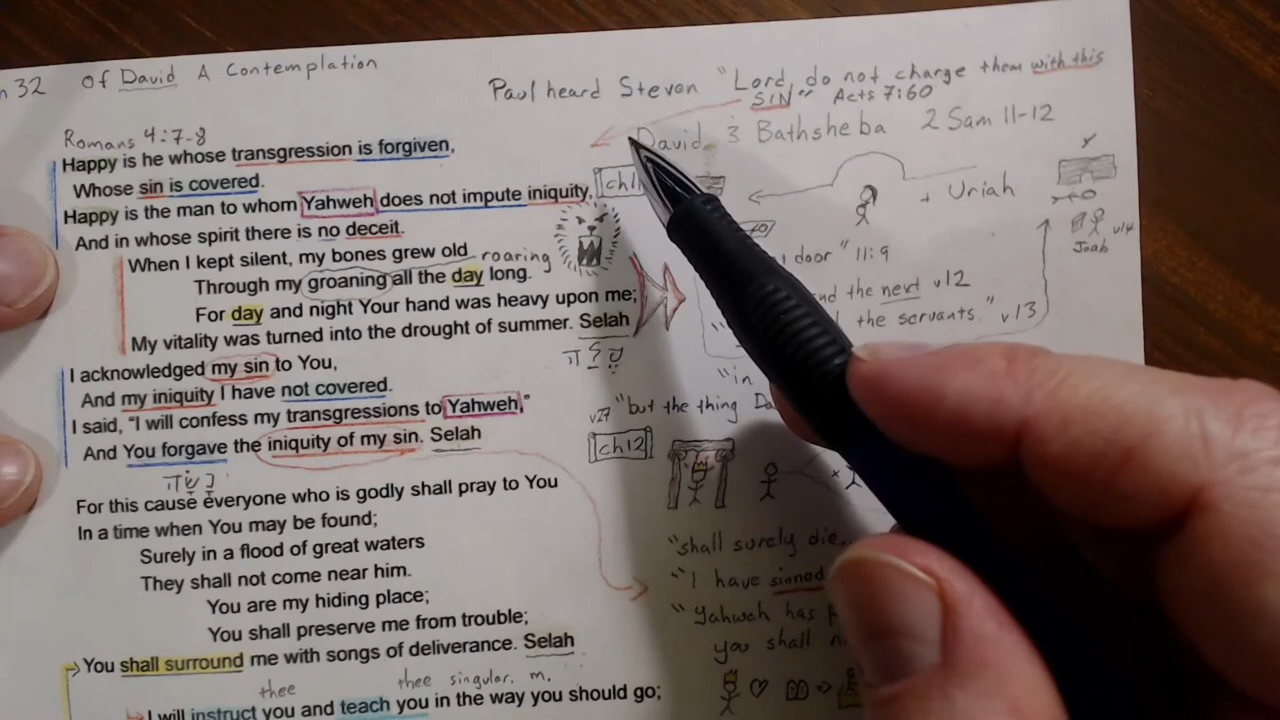 32 Of David A Contemplation
Paul heard Steven "Lord, do not charge them with this
SIN" Acts 7:60
Romans 4:7-8
David & Bathsheba 2 Sam 11-12
Happy is he whose transgression is forgiven,
Whose sin is covered.
Happy is the man to whom Yahweh does not impute iniquity,
And in whose spirit there is no deceit.
When I kept silent, my bones grew old
roaring
Through my groaning all the day long.
For day and night Your hand was heavy upon me;
My vitality was turned into the drought of summer. Selah
I acknowledged my sin to You,
And my iniquity I have not covered.
I said, "I will confess my transgressions to Yahweh,"
And You forgave the iniquity of my sin. Selah
For this cause everyone who is godly shall pray to You
In a time when You may be found;
Surely in a flood of great waters
They shall not come near him.
You are my hiding place;
You shall preserve me from trouble;
You shall surround me with songs of deliverance. Selah
thee thee singular. m.
I will instruct you and teach you in the way you should go;
+ Uriah
Joab v14
door" 11:9
the next v12
the servants." v13
"in
v27 "but the thing Da
ch12
"shall surely die
"I have sinned
"Yahweh has
you shall